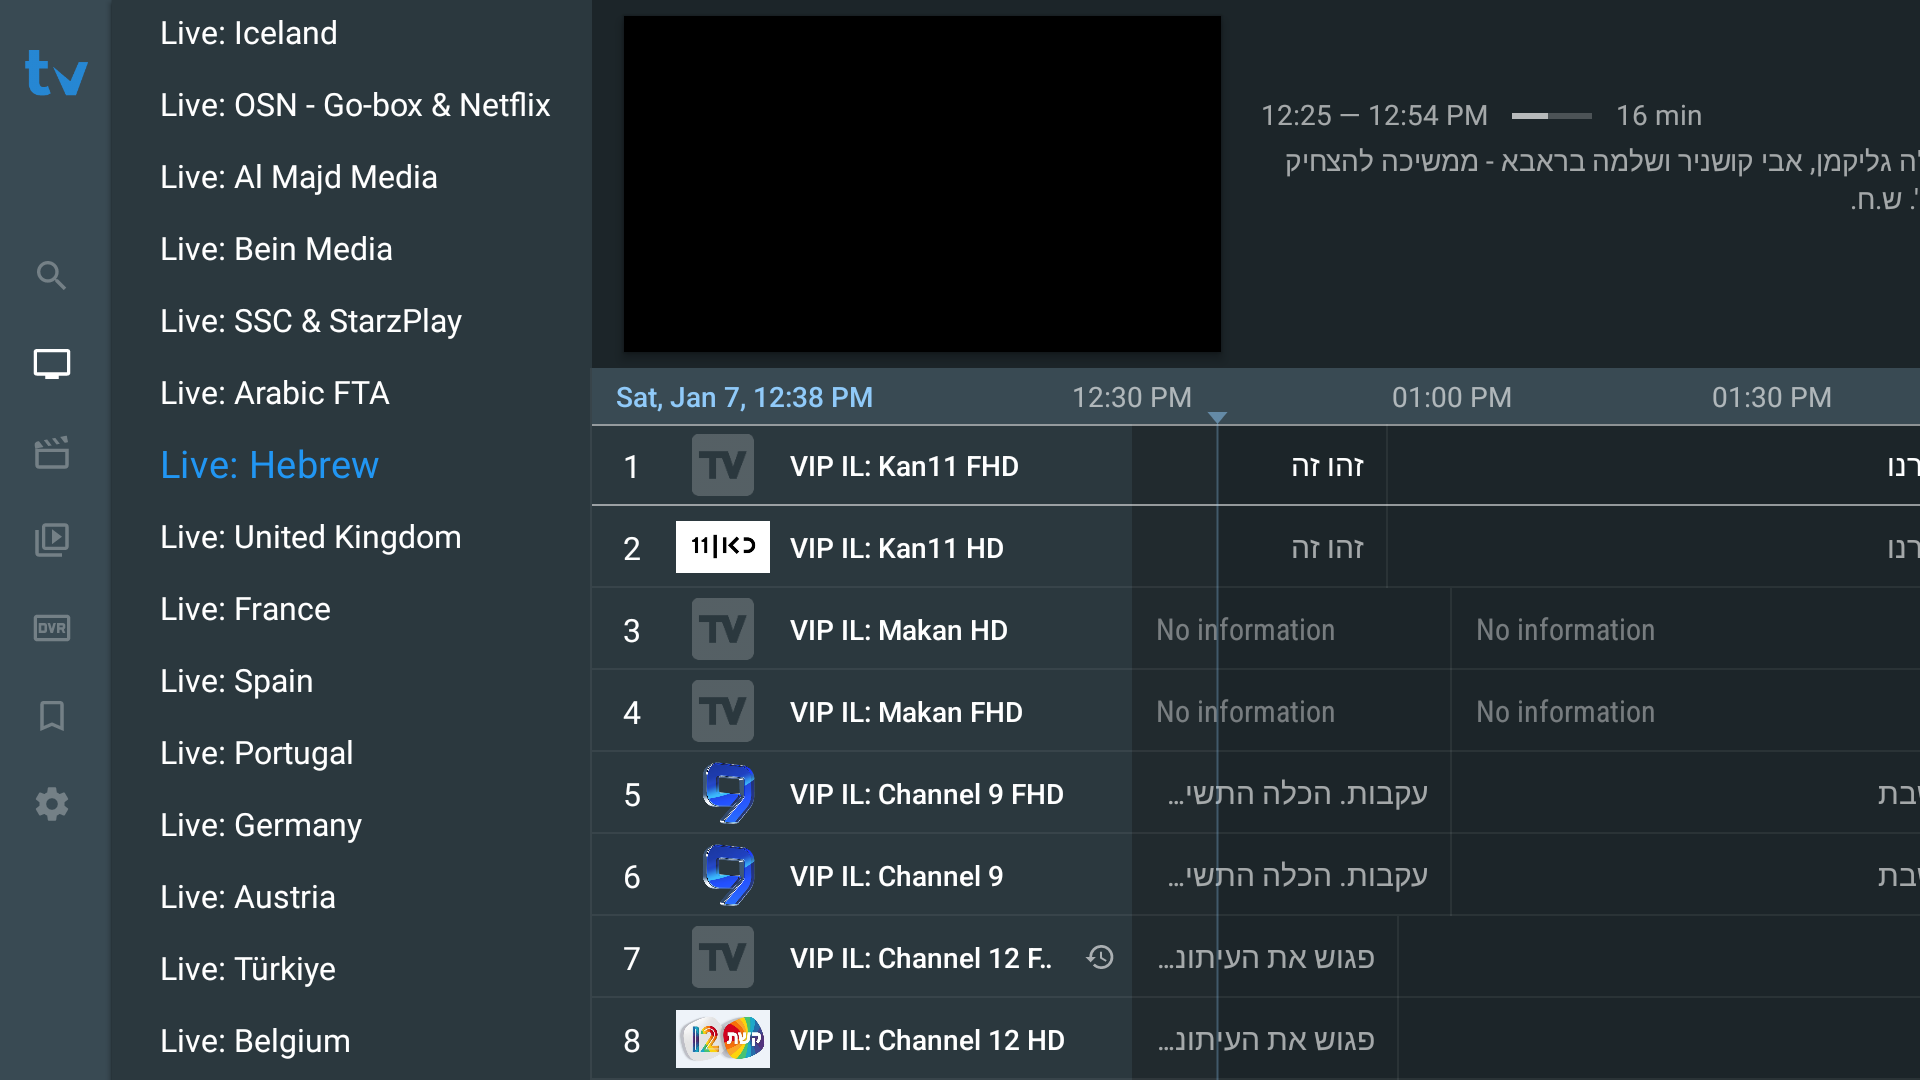 tv
Live: Iceland
Live: OSN - Go-box & Netflix
Live: Al Majd Media
Live: Bein Media
Live: SSC & StarzPlay
Live: Arabic FTA
Live: Hebrew
Live: United Kingdom
Live: France
Live: Spain
Live: Portugal
Live: Germany
Live: Austria
Live: Türkiye
Live: Belgium
DVR
12:25 — 12:54 PM 16 min
גליקמן, אבי קושניר ושלמה בראבא - ממשיכה להצחיק
ש.ח.
Sat, Jan 7, 12:38 PM 12:30 PM 01:00 PM 01:30 PM
1 TV VIP IL: Kan11 FHD זהו זה
2 כאן 11 VIP IL: Kan11 HD זהו זה
3 TV VIP IL: Makan HD No information No information
4 TV VIP IL: Makan FHD No information No information
5 9 VIP IL: Channel 9 FHD עקבות. הכלה התשי...
6 9 VIP IL: Channel 9 עקבות. הכלה התשי...
7 TV VIP IL: Channel 12 F.. פגוש את העיתונ...
8 קשת 12 VIP IL: Channel 12 HD פגוש את העיתונ...